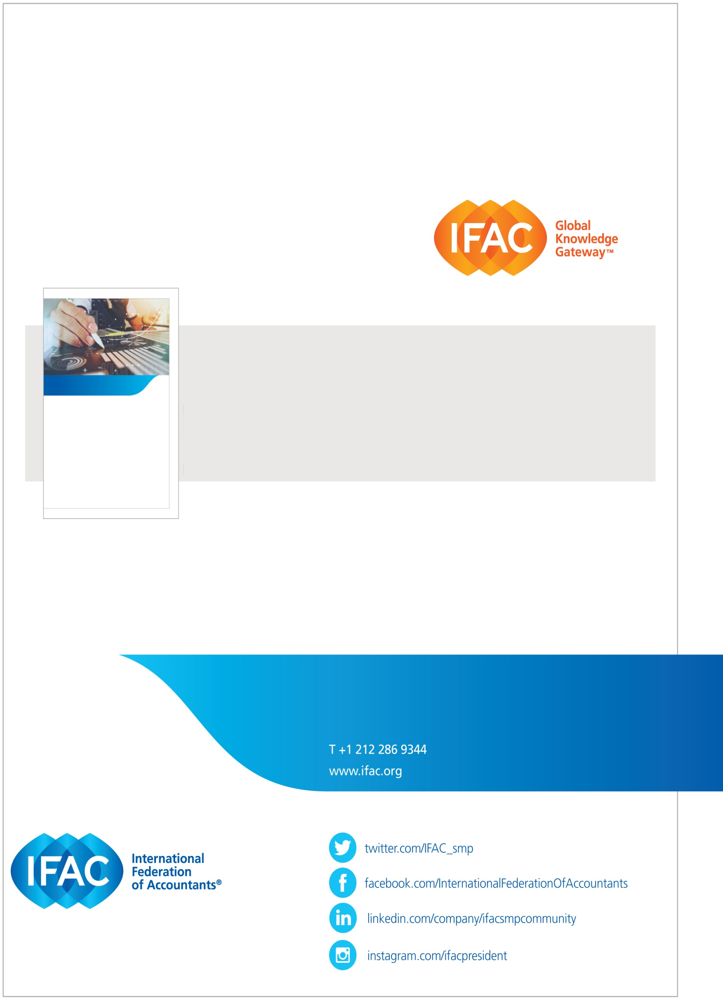 IFAC
Global
Knowledge
Gateway™
T +1 212 286 9344
www.ifac.org
IFAC
International
Federation
of Accountants®
twitter.com/IFAC_smp
facebook.com/InternationalFederationOfAccountants
linkedin.com/company/ifacsmpcommunity
instagram.com/ifacpresident